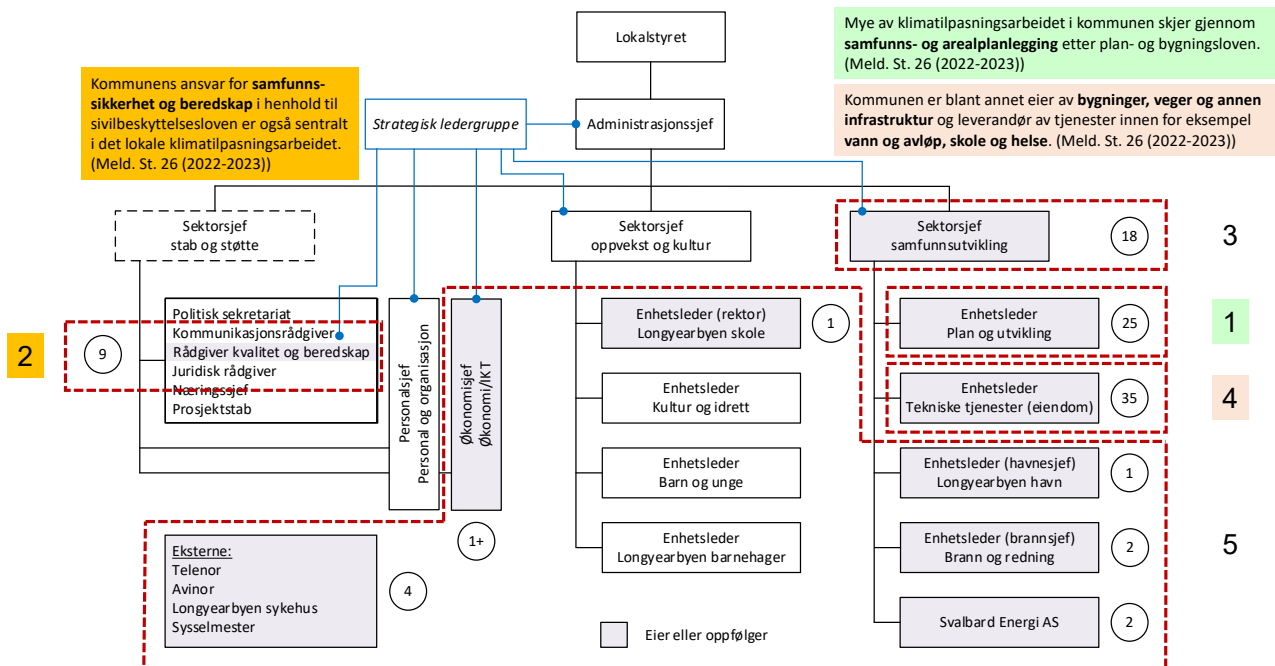 Lokalstyret
Mye av klimatilpasningsarbeidet i kommunen skjer gjennom
samfunns- og arealplanlegging etter plan- og bygningsloven.
(Meld. St. 26 (2022-2023))
Kommunens ansvar for samfunns-
sikkerhet og beredskap i henhold til
sivilbeskyttelsesloven er også sentralt
i det lokale klimatilpasningsarbeidet.
(Meld. St. 26 (2022-2023))
Strategisk ledergruppe
Administrasjonssjef
Kommunen er blant annet eier av bygninger, veger og annen
infrastruktur og leverandør av tjenester innen for eksempel
vann og avløp, skole og helse. (Meld. St. 26 (2022-2023))
Sektorsjef
stab og støtte
Sektorsjef
oppvekst og kultur
Sektorsjef
samfunnsutvikling
18
3
2
9
Politisk sekretariat
Kommunikasjonsrådgiver
Rådgiver kvalitet og beredskap
Juridisk rådgiver
Næringssjef
Prosjektstab
Personalsjef
Personal og organisasjon
Økonomisjef
Økonomi/IKT
1+
Enhetsleder (rektor)
Longyearbyen skole
1
Enhetsleder
Kultur og idrett
Enhetsleder
Barn og unge
Enhetsleder
Longyearbyen barnehager
Enhetsleder
Plan og utvikling
25
1
Enhetsleder
Tekniske tjenester (eiendom)
35
4
Enhetsleder (havnesjef)
Longyearbyen havn
1
Enhetsleder (brannsjef)
Brann og redning
2
5
Svalbard Energi AS
2
Eksterne:
Telenor
Avinor
Longyearbyen sykehus
Sysselmester
4
Eier eller oppfølger